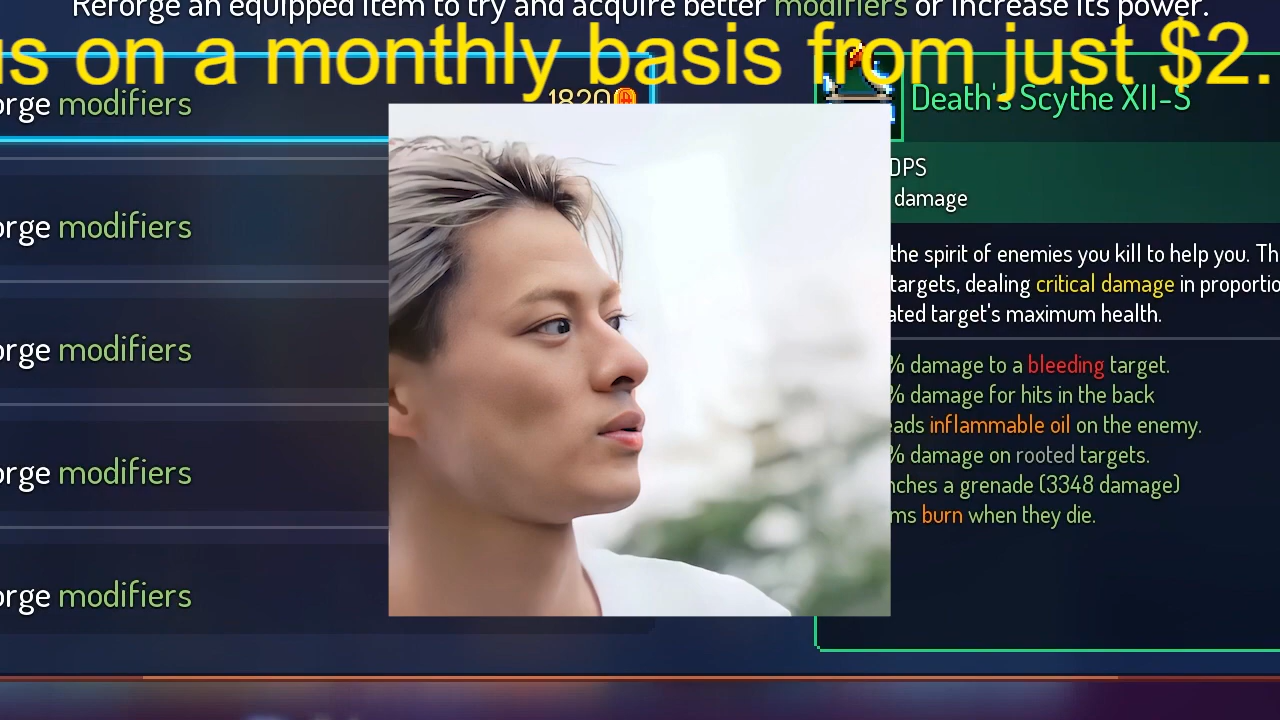 Reforge an equipped item to try and acquire better modifiers or increase its power.
us on a monthly basis from just $2.
orge modifiers
1820
Death's Scythe XII-S
orge modifiers
DPS
damage
the spirit of enemies you kill to help you. Th
targets, dealing critical damage in proportio
ated target's maximum health.
orge modifiers
% damage to a bleeding target.
% damage for hits in the back
eads inflammable oil on the enemy.
% damage on rooted targets.
nches a grenade (3348 damage)
ms burn when they die.
orge modifiers
orge modifiers